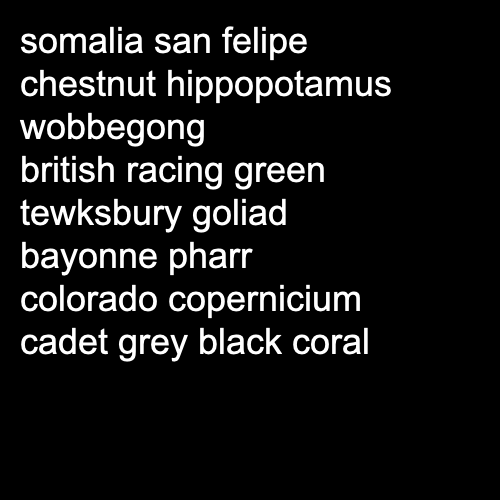 somalia san felipe
chestnut hippopotamus
wobbegong
british racing green
tewksbury goliad
bayonne pharr
colorado copernicium
cadet grey black coral